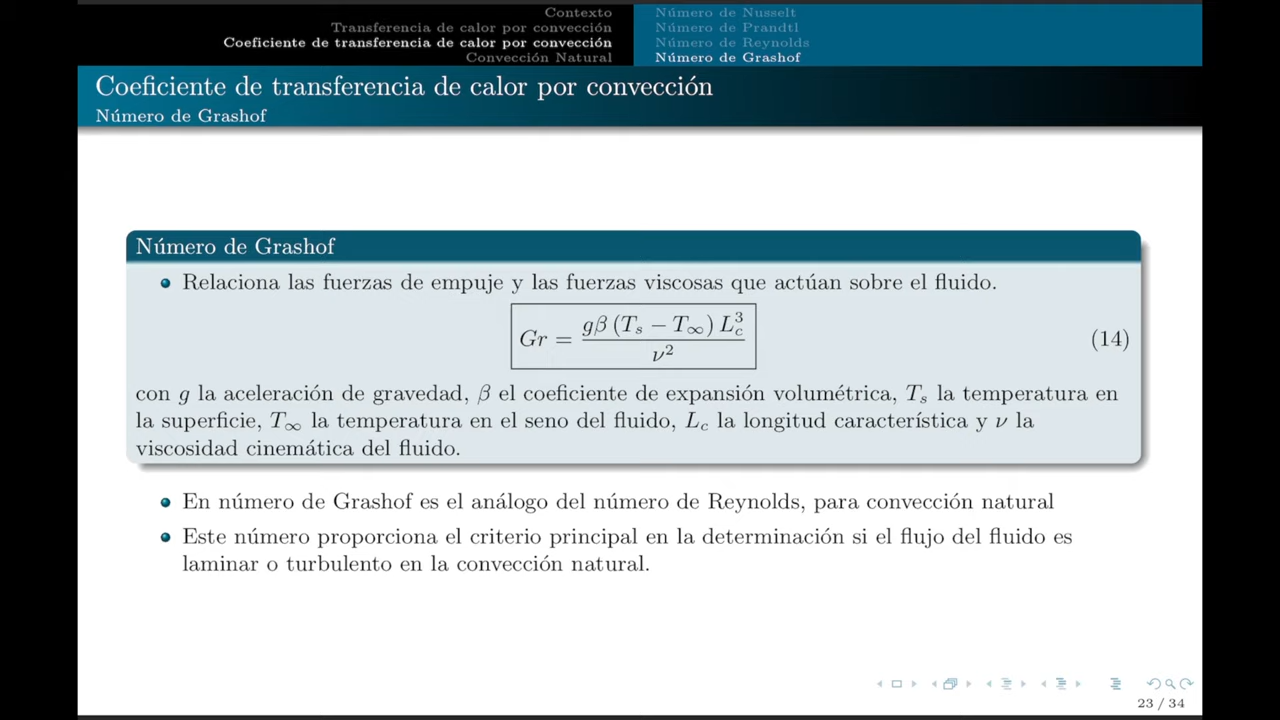 Contexto
Transferencia de calor por convección
Coeficiente de transferencia de calor por convección
Convección Natural
Número de Nusselt
Número de Prandtl
Número de Reynolds
Número de Grashof
Coeficiente de transferencia de calor por convección
Número de Grashof
Número de Grashof
Relaciona las fuerzas de empuje y las fuerzas viscosas que actúan sobre el fluido.
Gr = gβ (Ts − T∞) Lc³ / ν² (14)
con g la aceleración de gravedad, β el coeficiente de expansión volumétrica, Ts la temperatura en
la superficie, T∞ la temperatura en el seno del fluido, Lc la longitud característica y ν la
viscosidad cinemática del fluido.
En número de Grashof es el análogo del número de Reynolds, para convección natural
Este número proporciona el criterio principal en la determinación si el flujo del fluido es
laminar o turbulento en la convección natural.
23 / 34